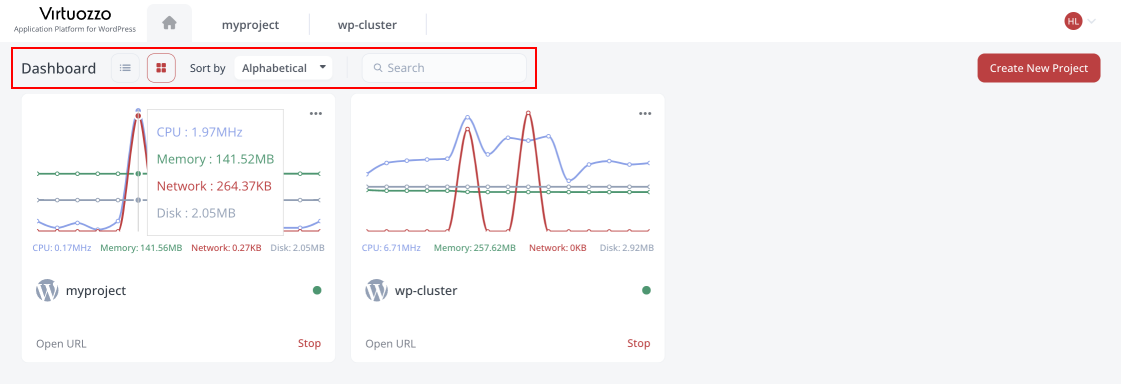 Virtuozzo
Application Platform for WordPress
myproject
wp-cluster
HL
Dashboard
Sort by
Alphabetical
Search
Create New Project
CPU : 1.97MHz
Memory : 141.52MB
Network : 264.37KB
Disk : 2.05MB
CPU: 0.17MHz Memory: 141.56MB Network: 0.27KB Disk: 2.05MB
myproject
Open URL
Stop
CPU: 6.71MHz Memory: 257.62MB Network: 0KB Disk: 2.92MB
wp-cluster
Open URL
Stop